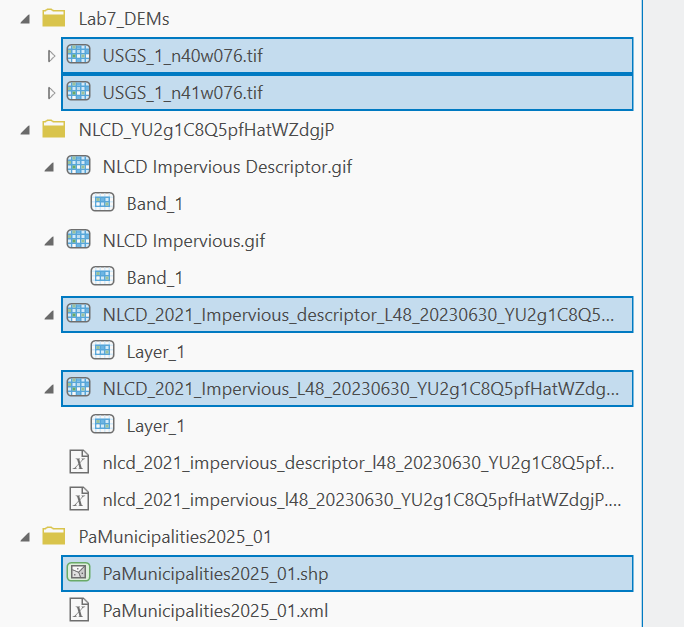 Lab7_DEMs
USGS_1_n40w076.tif
USGS_1_n41w076.tif
NLCD_YU2g1C8Q5pfHatWZdgjP
NLCD Impervious Descriptor.gif
Band_1
NLCD Impervious.gif
Band_1
NLCD_2021_Impervious_descriptor_L48_20230630_YU2g1C8Q5...
Layer_1
NLCD_2021_Impervious_L48_20230630_YU2g1C8Q5pfHatWZdg...
Layer_1
nlcd_2021_impervious_descriptor_l48_20230630_YU2g1C8Q5pf...
nlcd_2021_impervious_l48_20230630_YU2g1C8Q5pfHatWZdgjP....
PaMunicipalities2025_01
PaMunicipalities2025_01.shp
PaMunicipalities2025_01.xml